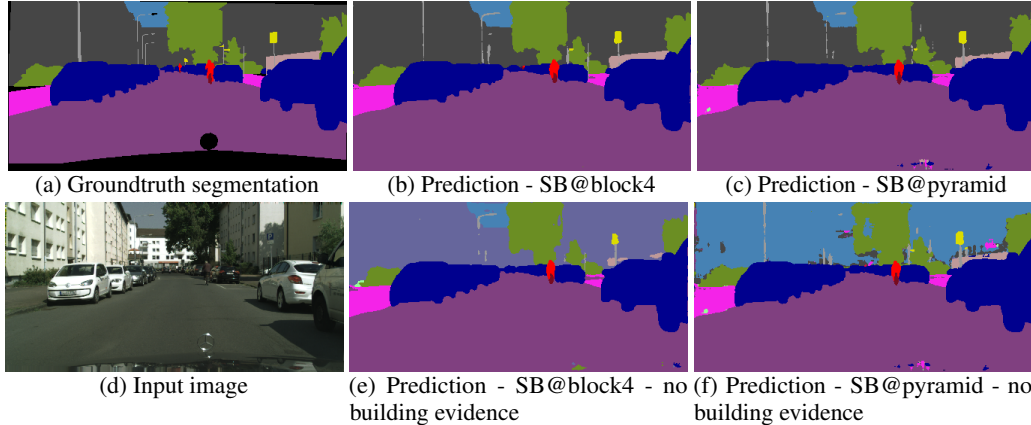 (a) Groundtruth segmentation
(b) Prediction - SB@block4
(c) Prediction - SB@pyramid
(d) Input image
(e) Prediction - SB@block4 - no
building evidence
(f) Prediction - SB@pyramid - no
building evidence